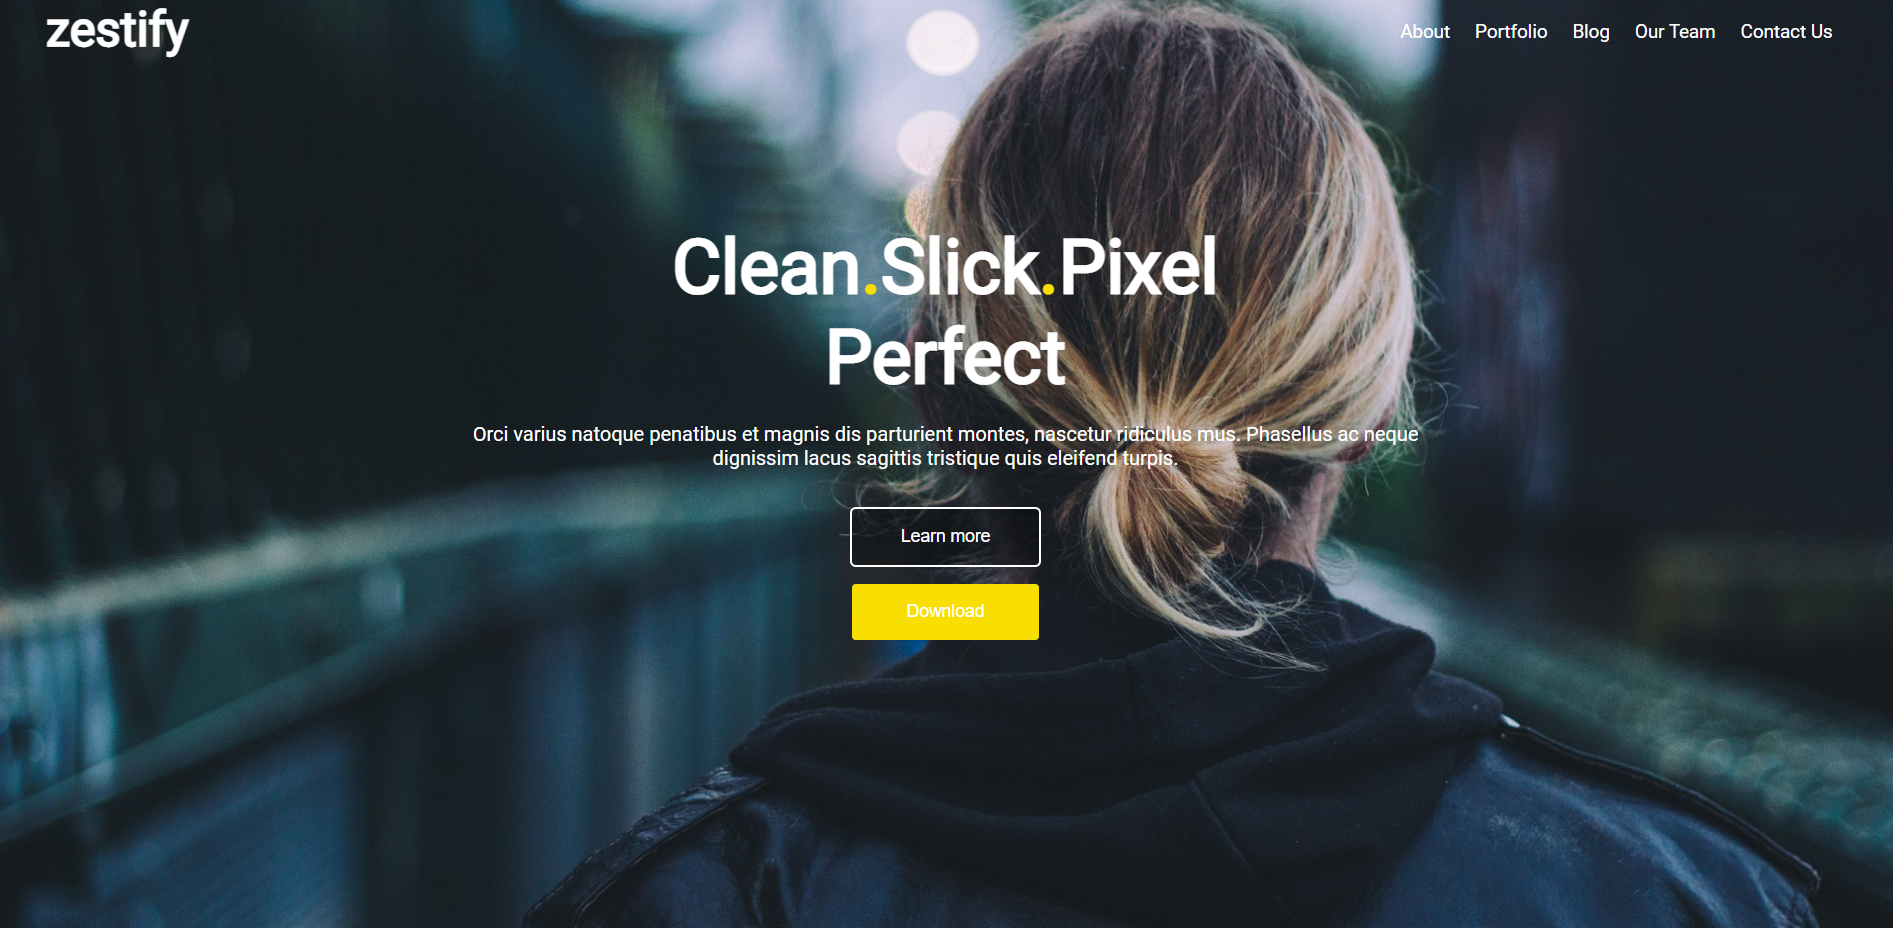 zestify
About Portfolio Blog Our Team Contact Us
Clean.Slick.Pixel
Perfect
Orci varius natoque penatibus et magnis dis parturient montes, nascetur ridiculus mus. Phasellus ac neque
dignissim lacus sagittis tristique quis eleifend turpis.
Learn more
Download